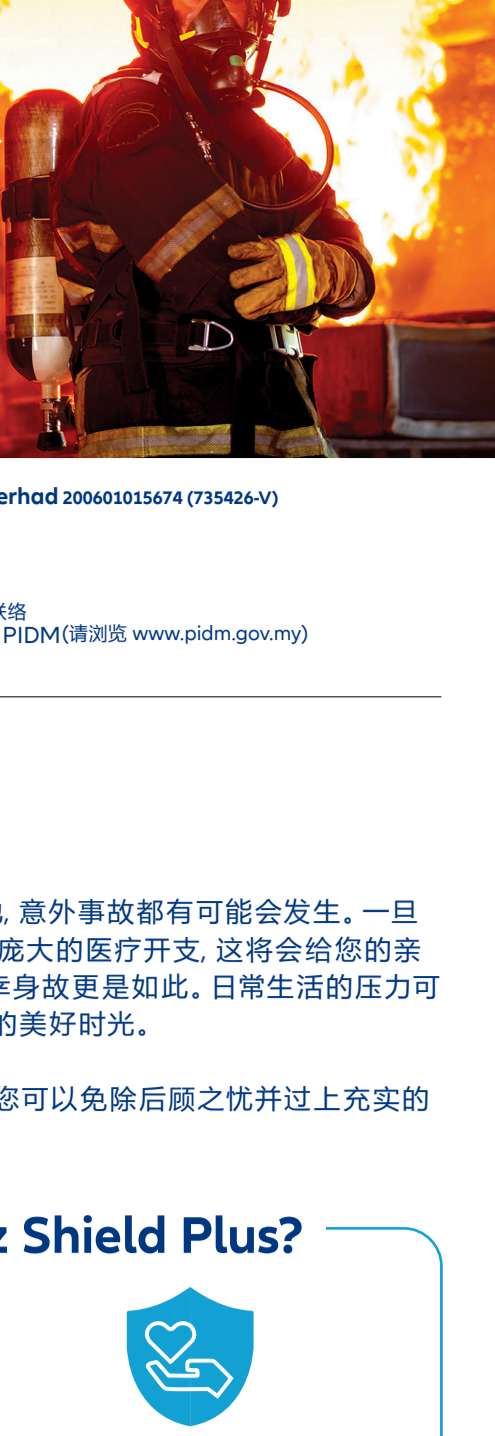 erhad 200601015674 (735426-V)
络
PIDM(请浏览 www.pidm.gov.my)
, 意外事故都有可能会发生。一旦
庞大的医疗开支, 这将会给您的亲
身故更是如此。日常生活的压力可
的美好时光。
您可以免除后顾之忧并过上充实的
z Shield Plus?